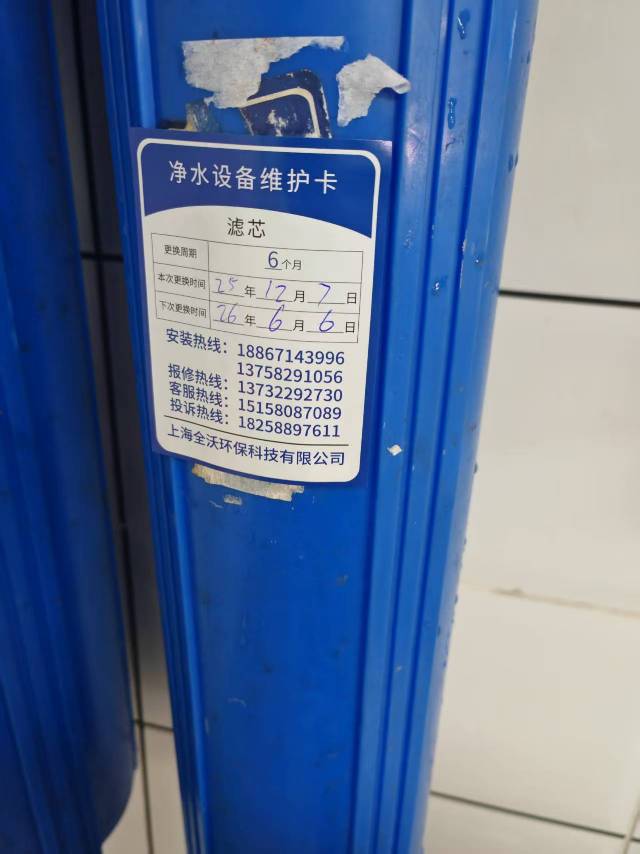 净水设备维护卡
滤芯
更换周期 6个月
本次更换时间 25年12月7日
下次更换时间 26年6月6日
安装热线：18867143996
13758291056
报修热线：13732292730
客服热线：15158087089
投诉热线：18258897611
上海全沃环保科技有限公司